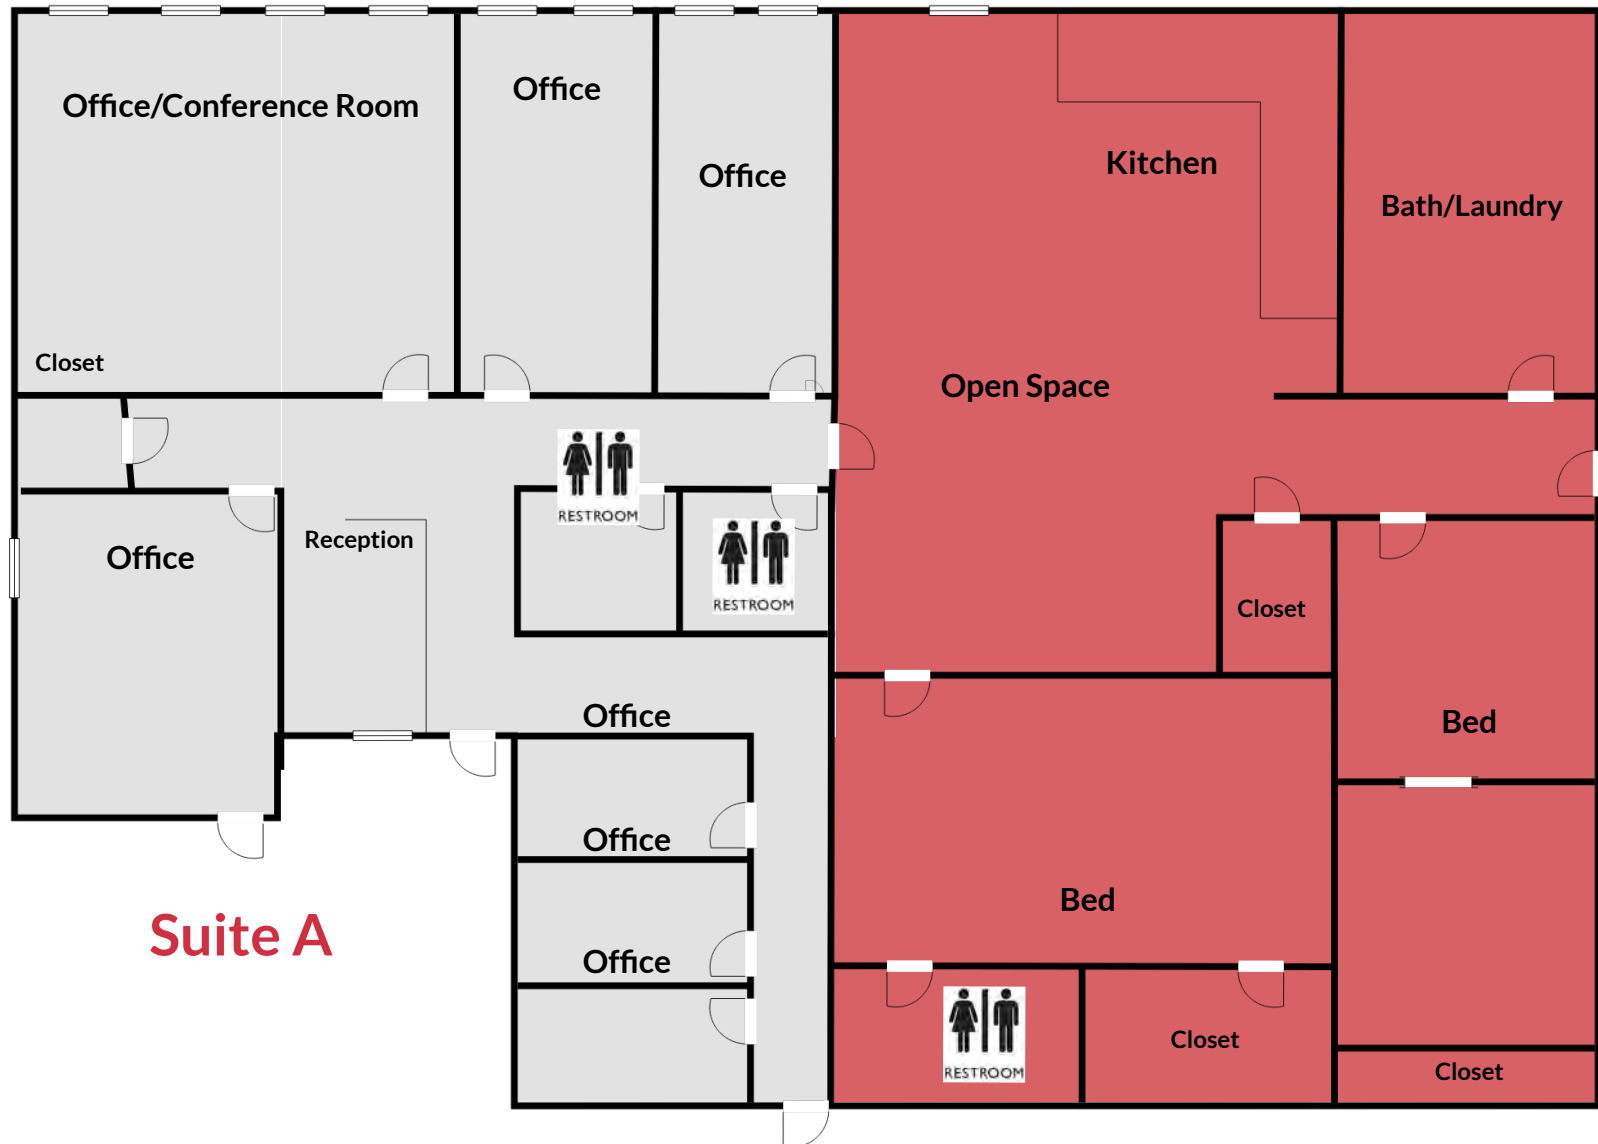 Office
Office/Conference Room
Kitchen
Office
Bath/Laundry
Closet
Open Space
RESTROOM
Reception
Office
RESTROOM
Closet
Office
Bed
Office
Bed
Suite A
Office
Closet
RESTROOM
Closet